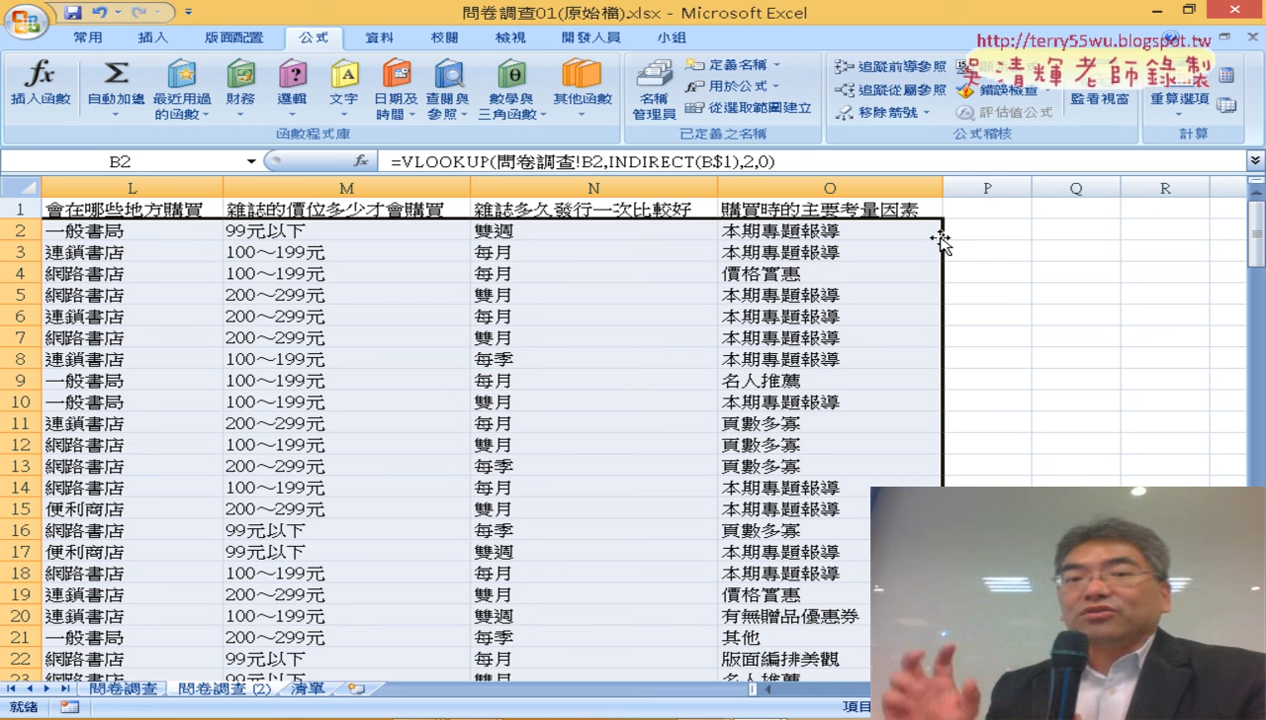 問卷調查01(原始檔).xlsx - Microsoft Excel
常用 插入 版面配置 公式 資料 校閱 檢視 開發人員 小組
http://terry55wu.blogspot.tw
吳清輝老師錄製
插入函數 自動加總 最近用過的函數 財務 邏輯 文字 日期及時間 查閱與參照 數學與三角函數 其他函數
函數程式庫
名稱管理員 定義名稱 用於公式 從選取範圍建立
已定義之名稱
追蹤前導參照 追蹤從屬參照 移除箭號 錯誤檢查 評估值公式 監看視窗
公式稽核
重算選項
計算
B2 fx =VLOOKUP(問卷調查!B2,INDIRECT(B$1),2,0)
L M N O P Q R
1 會在哪些地方購買 雜誌的價位多少才會購買 雜誌多久發行一次比較好 購買時的主要考量因素
2 一般書局 99元以下 雙週 本期專題報導
3 連鎖書店 100～199元 每月 本期專題報導
4 網路書店 100～199元 每月 價格實惠
5 網路書店 200～299元 雙月 本期專題報導
6 連鎖書店 200～299元 每月 本期專題報導
7 網路書店 200～299元 雙月 本期專題報導
8 連鎖書店 100～199元 每季 本期專題報導
9 一般書局 100～199元 每月 名人推薦
10 一般書局 100～199元 雙月 本期專題報導
11 連鎖書店 200～299元 每月 頁數多寡
12 網路書店 100～199元 雙月 頁數多寡
13 網路書店 200～299元 每季 頁數多寡
14 網路書店 100～199元 每月 本期專題報導
15 便利商店 200～299元 雙月 本期專題報導
16 網路書店 99元以下 每季 頁數多寡
17 便利商店 99元以下 雙週 本期專題報導
18 網路書店 100～199元 每月 本期專題報導
19 連鎖書店 200～299元 每月 價格實惠
20 連鎖書店 100～199元 雙週 有無贈品優惠券
21 一般書局 200～299元 每季 其他
22 網路書店 99元以下 每月 版面編排美觀
問卷調查 問卷調查 (2) 清單
就緒